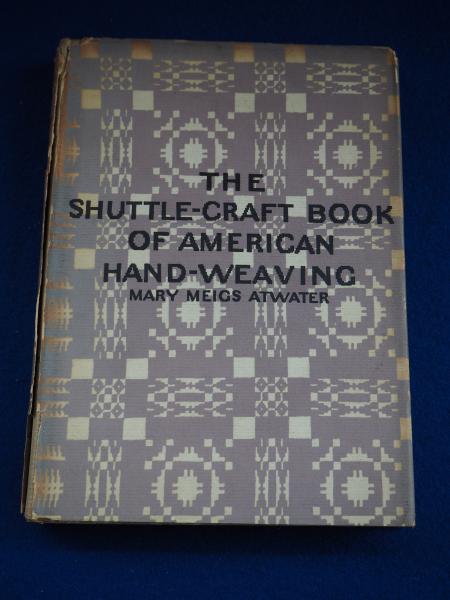 THE
SHUTTLE-CRAFT BOOK
OF AMERICAN
HAND-WEAVING
MARY MEIGS ATWATER